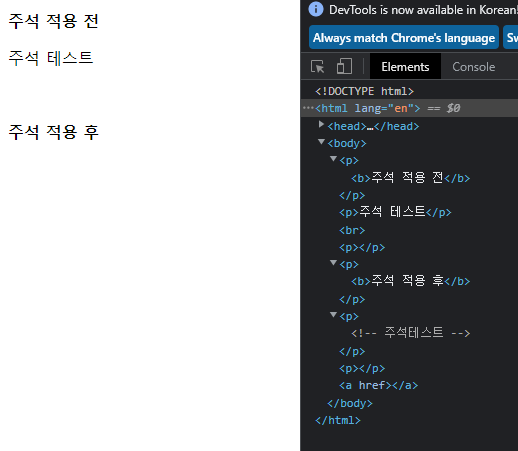 주석 적용 전
주석 테스트
주석 적용 후
DevTools is now available in Korean!
Always match Chrome's language
Sw
Elements
Console
<!DOCTYPE html>
<html lang="en"> == $0
<head>…</head>
<body>
<p>
<b>주석 적용 전</b>
</p>
<p>주석 테스트</p>
<br>
<p></p>
<p>
<b>주석 적용 후</b>
</p>
<p>
<!-- 주석테스트 -->
</p>
<p></p>
<a href></a>
</body>
</html>